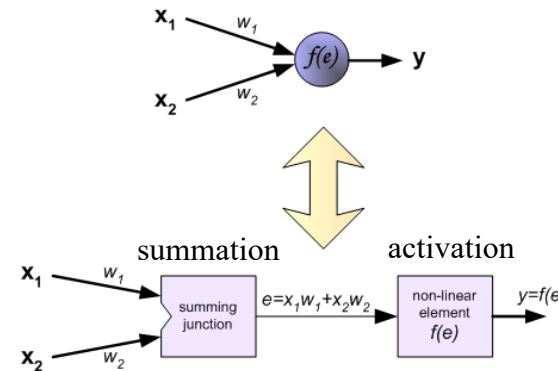 x₁
w₁
f(e)
y
x₂
w₂
summation
activation
x₁
w₁
summing
junction
e=x₁w₁+x₂w₂
non-linear
element
f(e)
y=f(e
x₂
w₂